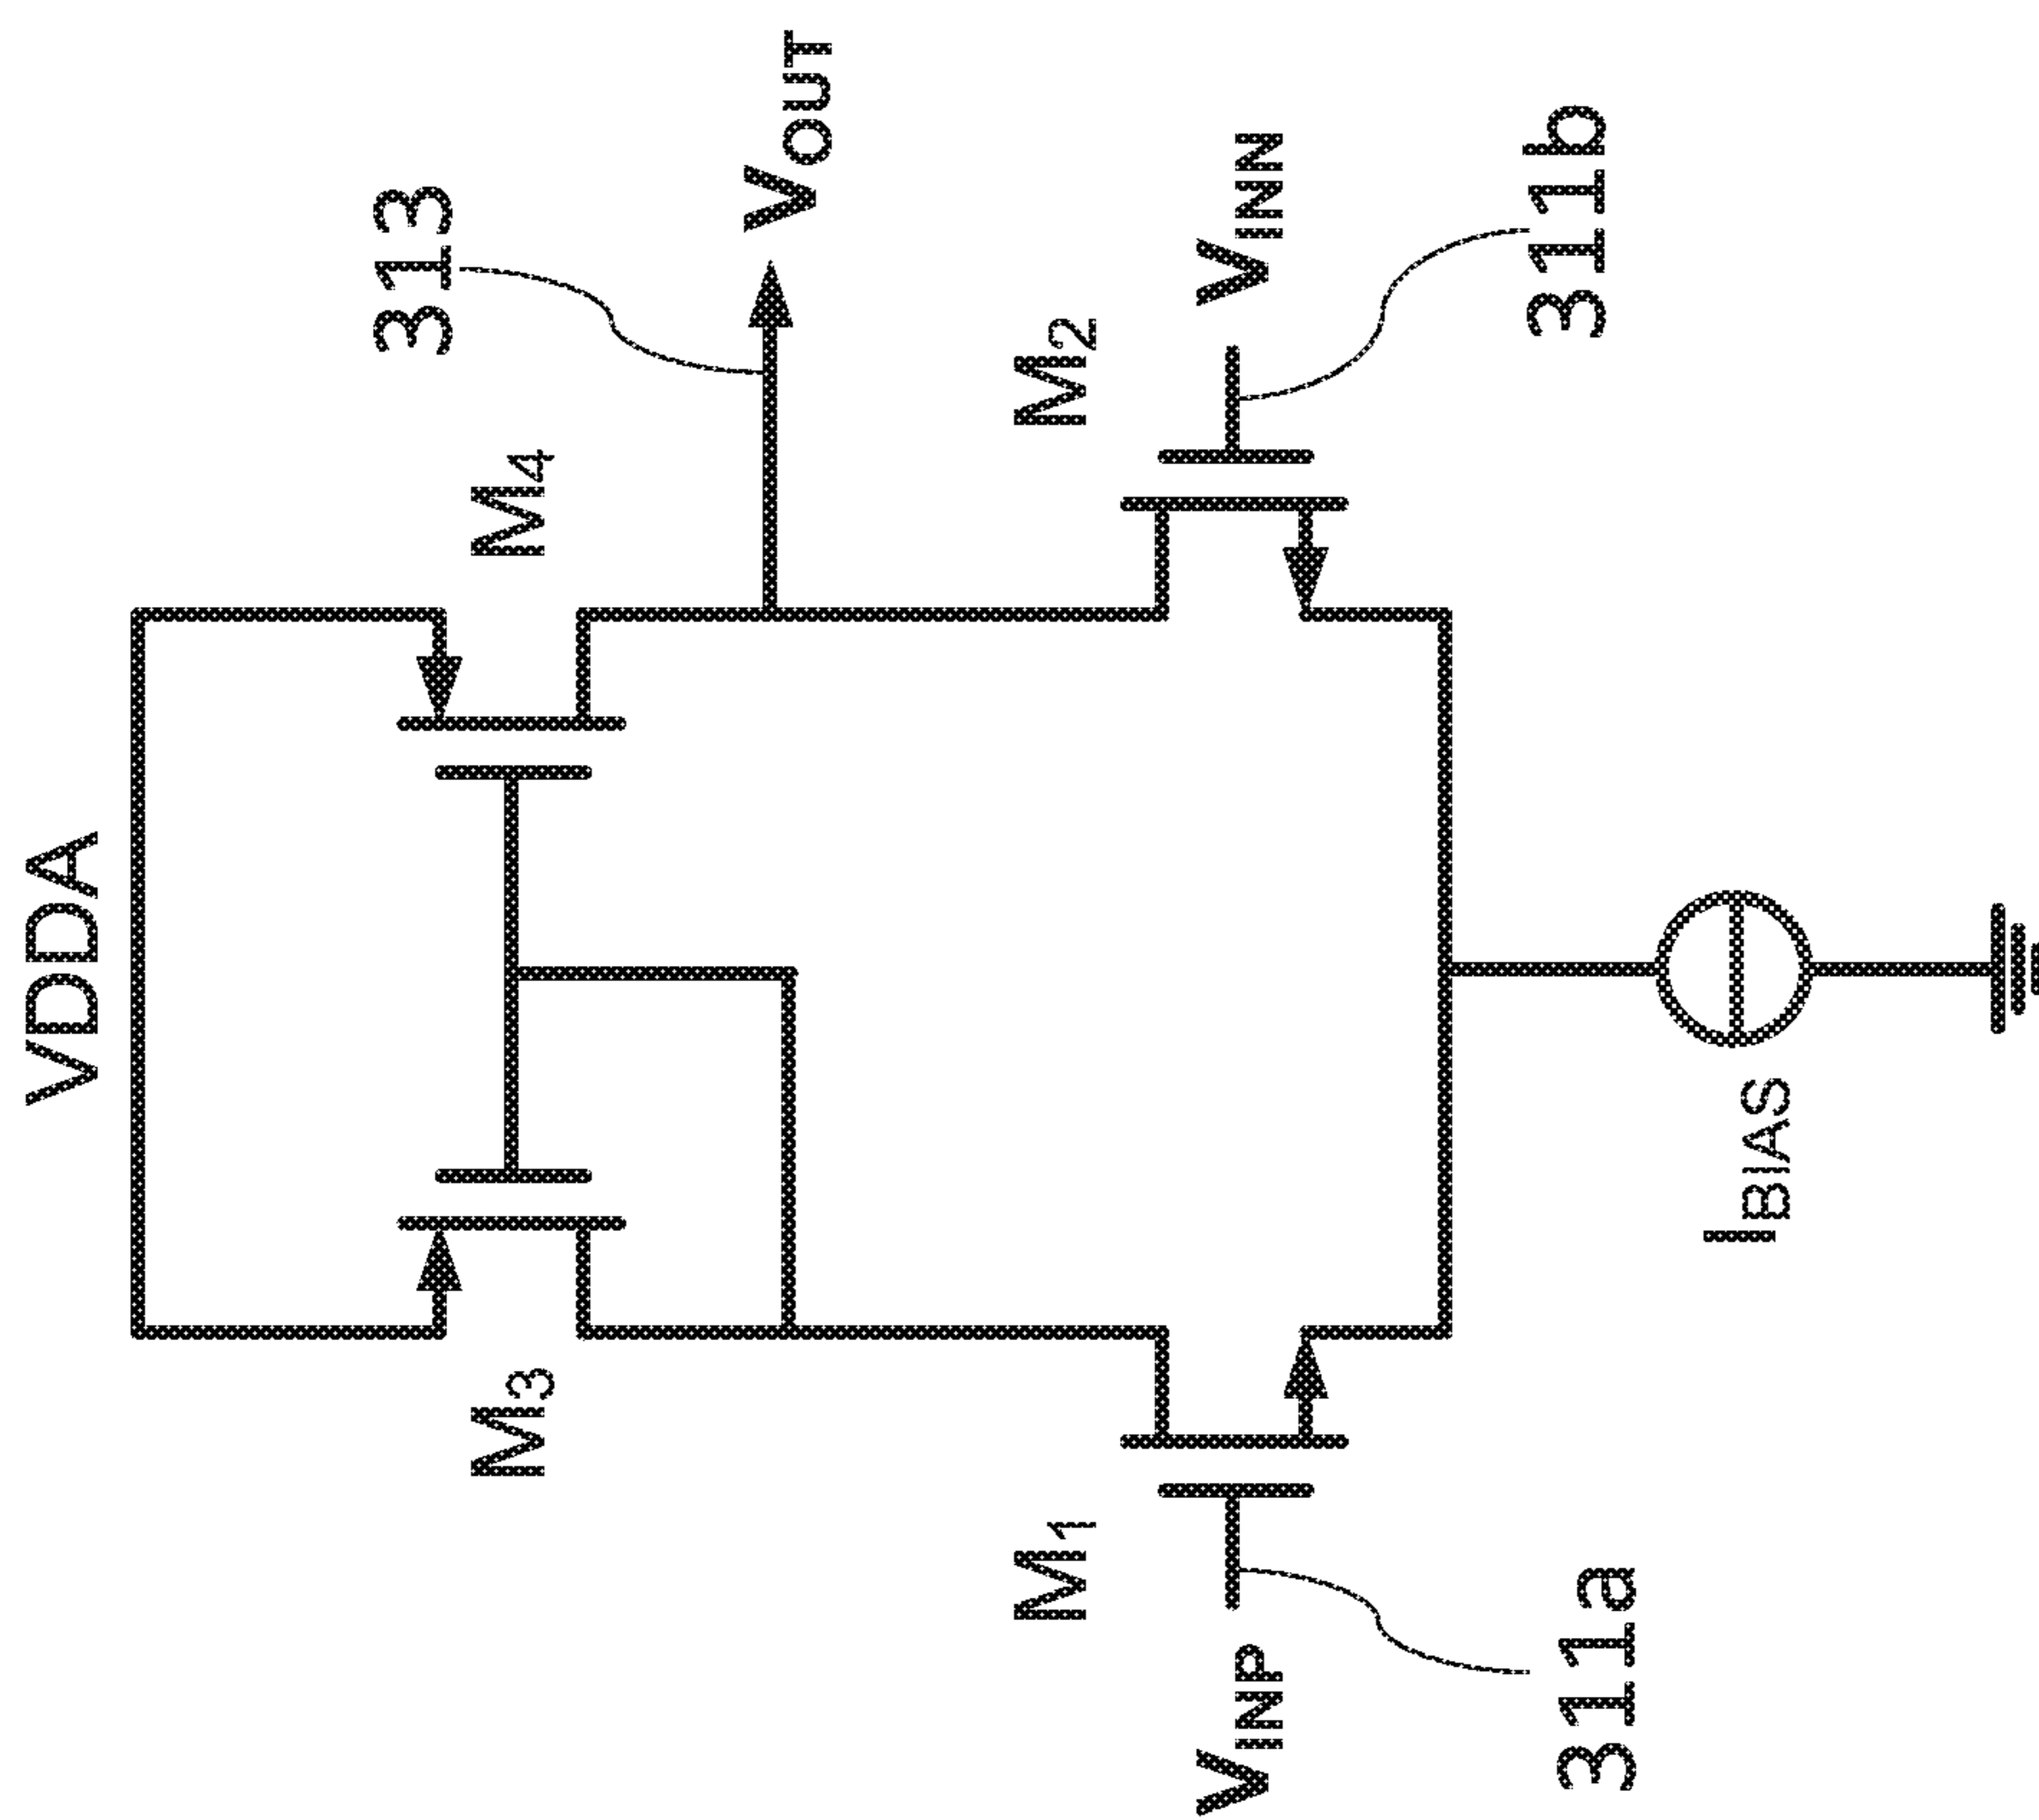 VDDA
M3
M4
313
VOUT
M1
M2
VINP
VINN
311a
311b
IBIAS